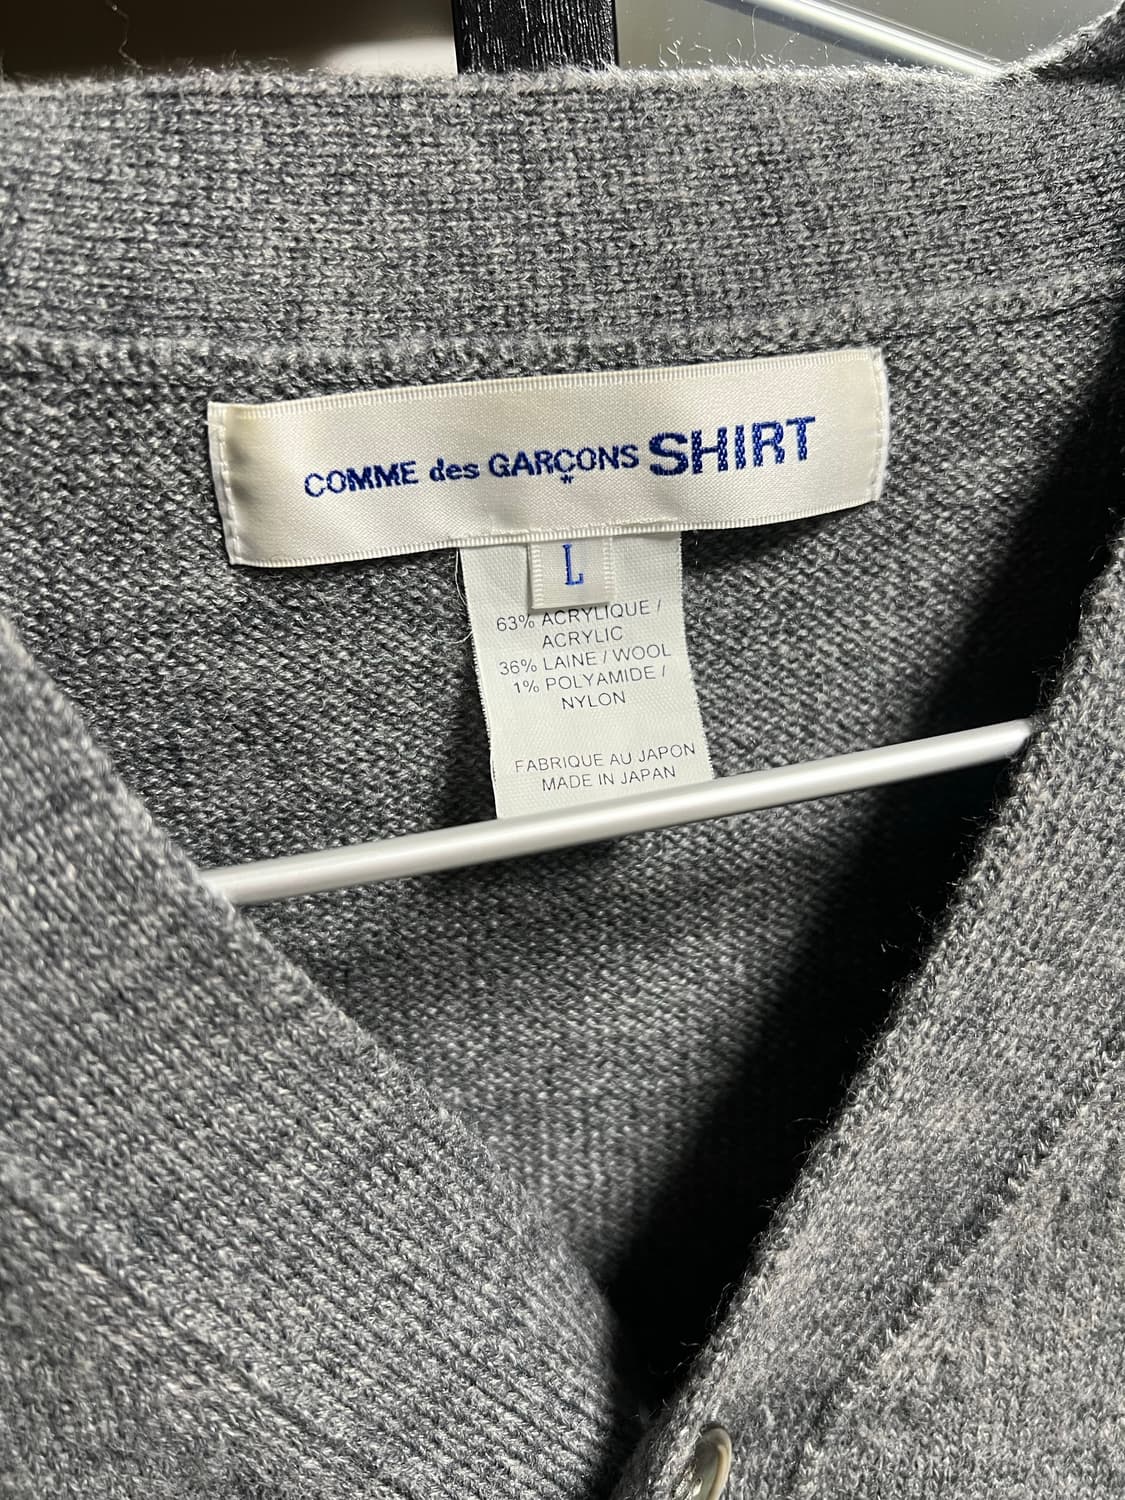 COMME des GARÇONS SHIRT
*
L
63% ACRYLIQUE /
ACRYLIC
36% LAINE / WOOL
1% POLYAMIDE /
NYLON
FABRIQUE AU JAPON
MADE IN JAPAN